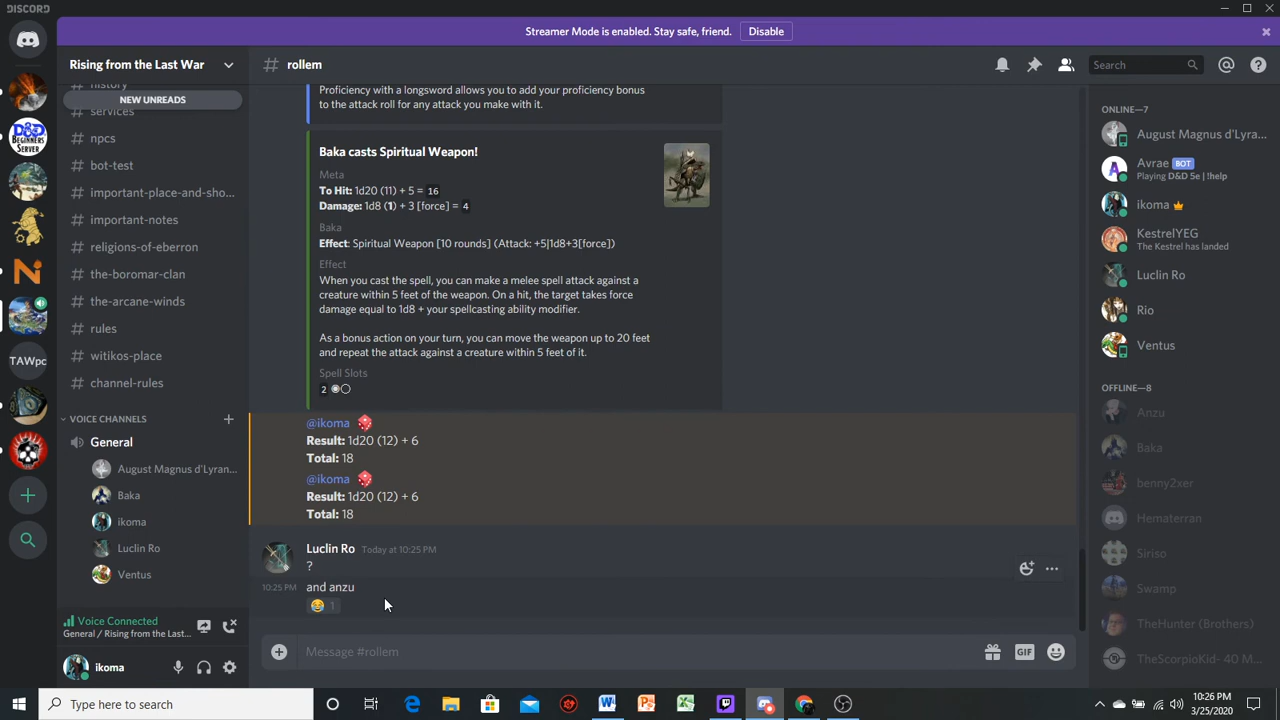 DISCORD
Streamer Mode is enabled. Stay safe, friend. Disable
Rising from the Last War
# rollem
Search
history
NEW UNREADS
services
# npcs
# bot-test
# important-place-and-sho...
# important-notes
# religions-of-eberron
# the-boromar-clan
# the-arcane-winds
# rules
# witikos-place
# channel-rules
VOICE CHANNELS
General
August Magnus d'Lyran...
Baka
ikoma
Luclin Ro
Ventus
Voice Connected
General / Rising from the Last...
ikoma
TAWpc
D&D
BEGINNERS
SERVER
Proficiency with a longsword allows you to add your proficiency bonus
to the attack roll for any attack you make with it.
Baka casts Spiritual Weapon!
Meta
To Hit: 1d20 (11) + 5 = 16
Damage: 1d8 (1) + 3 [force] = 4
Baka
Effect: Spiritual Weapon [10 rounds] (Attack: +5|1d8+3[force])
Effect
When you cast the spell, you can make a melee spell attack against a
creature within 5 feet of the weapon. On a hit, the target takes force
damage equal to 1d8 + your spellcasting ability modifier.
As a bonus action on your turn, you can move the weapon up to 20 feet
and repeat the attack against a creature within 5 feet of it.
Spell Slots
2 ◉〇
@ikoma 🎲
Result: 1d20 (12) + 6
Total: 18
@ikoma 🎲
Result: 1d20 (12) + 6
Total: 18
Luclin Ro Today at 10:25 PM
?
10:25 PM and anzu
😂 1
Message #rollem
GIF
ONLINE—7
August Magnus d'Lyra...
Avrae BOT
Playing D&D 5e | !help
ikoma
KestrelYEG
The Kestrel has landed
Luclin Ro
Rio
Ventus
OFFLINE—8
Anzu
Baka
benny2xer
Hematerran
Siriso
Swamp
TheHunter (Brothers)
TheScorpioKid- 40 M...
Type here to search
10:26 PM
3/25/2020